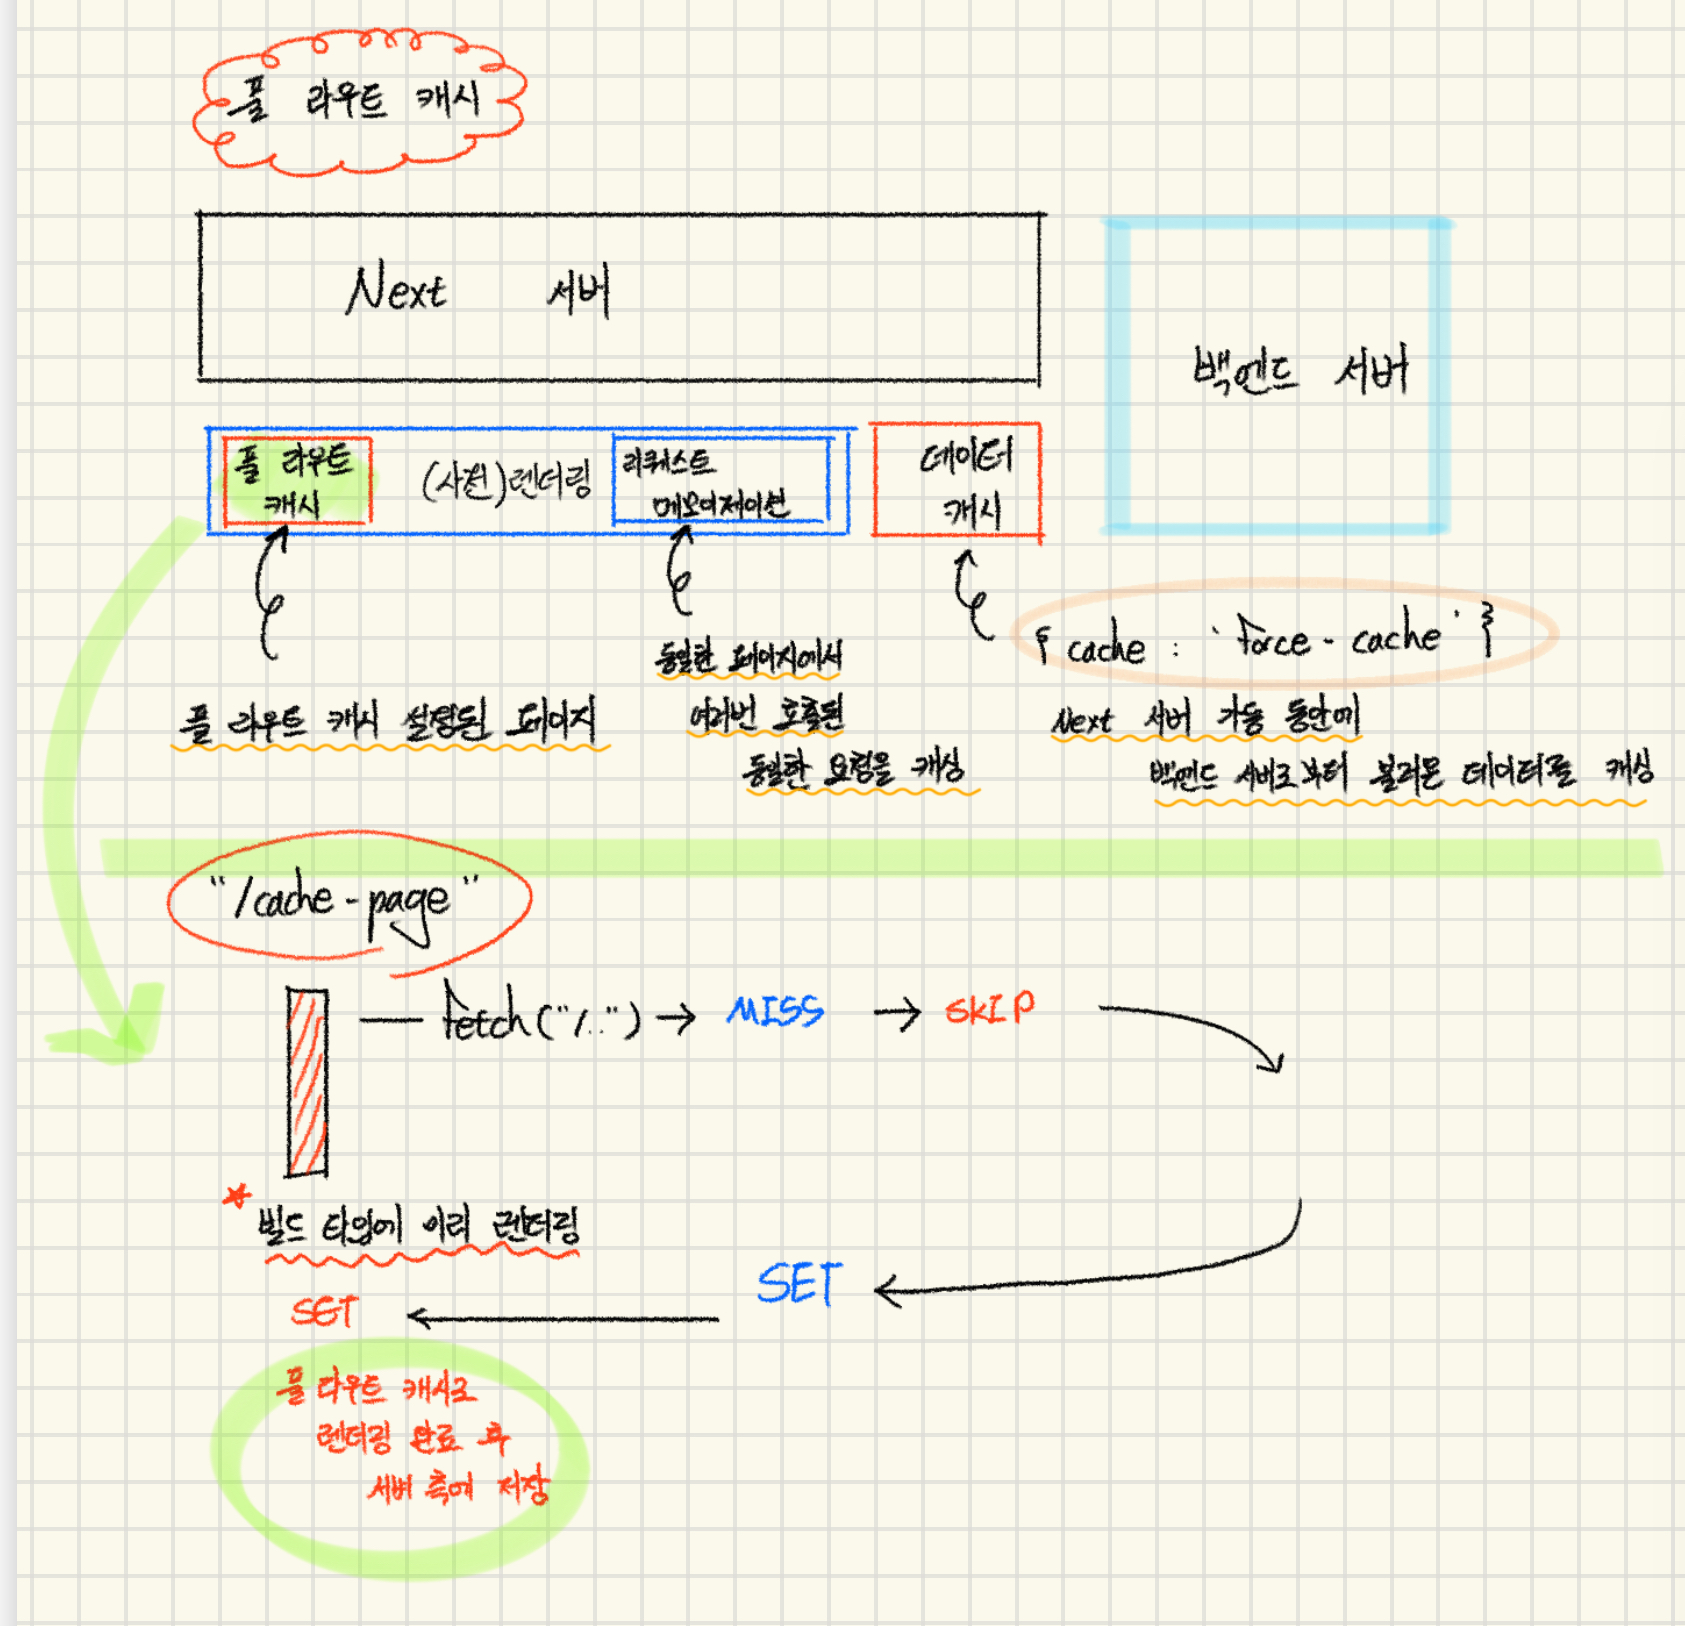 풀 라우트 캐시
Next 서버
백엔드 서버
풀 라우트
캐시
(사전)렌더링
리퀘스트
메모이제이션
데이터
캐시
{ cache : 'force-cache' }
풀 라우트 캐시 설정된 페이지
동일한 페이지에서
여러번 호출된
동일한 요청을 캐싱
Next 서버 가동 동안에
백엔드 서버로부터 불러온 데이터를 캐싱
"/cache-page"
fetch("/..") → MISS → SKIP
* 빌드 타임에 미리 렌더링
SET
SET
풀 라우트 캐시로
렌더링 완료 후
서버 측에 저장